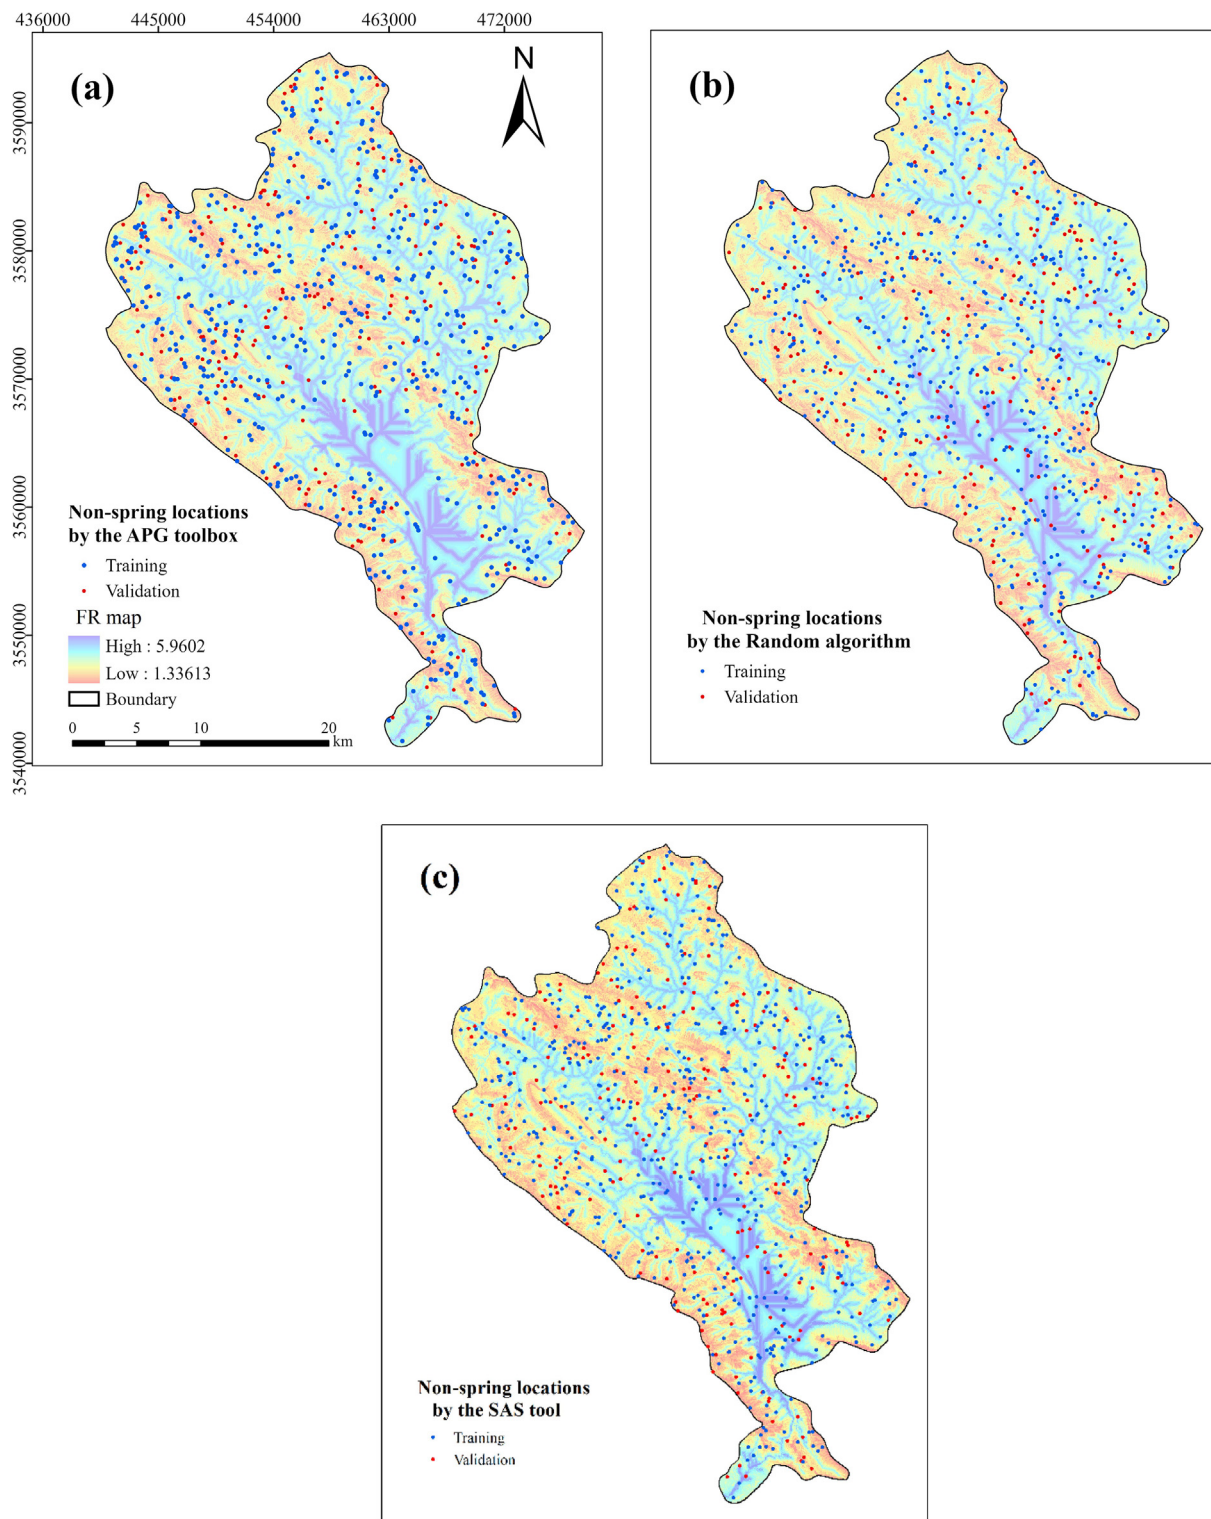 436000 445000 454000 463000 472000
3590000
3580000
3570000
3560000
3550000
3540000
(a)
N
Non-spring locations
by the APG toolbox
Training
Validation
FR map
High : 5.9602
Low : 1.33613
Boundary
0 5 10 20
km
(b)
Non-spring locations
by the Random algorithm
Training
Validation
(c)
Non-spring locations
by the SAS tool
Training
Validation